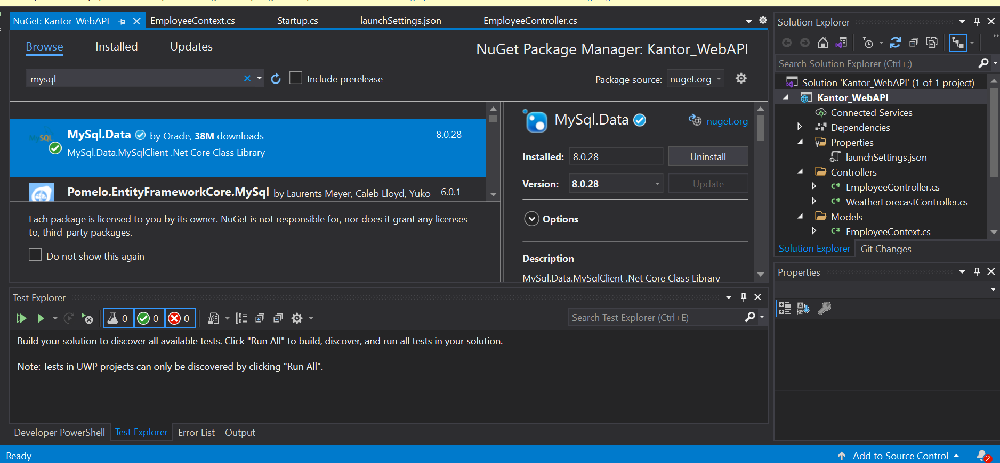 NuGet: Kantor_WebAPI
EmployeeContext.cs
Startup.cs
launchSettings.json
EmployeeController.cs
Browse
Installed
Updates
NuGet Package Manager: Kantor_WebAPI
mysql
Include prerelease
Package source: nuget.org
MySql.Data by Oracle, 38M downloads
8.0.28
MySql.Data.MySqlClient .Net Core Class Library
Pomelo.EntityFrameworkCore.MySql by Laurents Meyer, Caleb Lloyd, Yuko
6.0.1
Each package is licensed to you by its owner. NuGet is not responsible for, nor does it grant any licenses
to, third-party packages.
Do not show this again
MySql.Data
nuget.org
Installed: 8.0.28
Uninstall
Version: 8.0.28
Update
Options
Description
MySql.Data.MySqlClient .Net Core Class Library
Test Explorer
0
0
0
Search Test Explorer (Ctrl+E)
Build your solution to discover all available tests. Click "Run All" to build, discover, and run all tests in your solution.
Note: Tests in UWP projects can only be discovered by clicking "Run All".
Developer PowerShell
Test Explorer
Error List
Output
Solution Explorer
Search Solution Explorer (Ctrl+;)
Solution 'Kantor_WebAPI' (1 of 1 project)
Kantor_WebAPI
Connected Services
Dependencies
Properties
launchSettings.json
Controllers
C# EmployeeController.cs
C# WeatherForecastController.cs
Models
C# EmployeeContext.cs
Solution Explorer
Git Changes
Properties
Ready
Add to Source Control
2